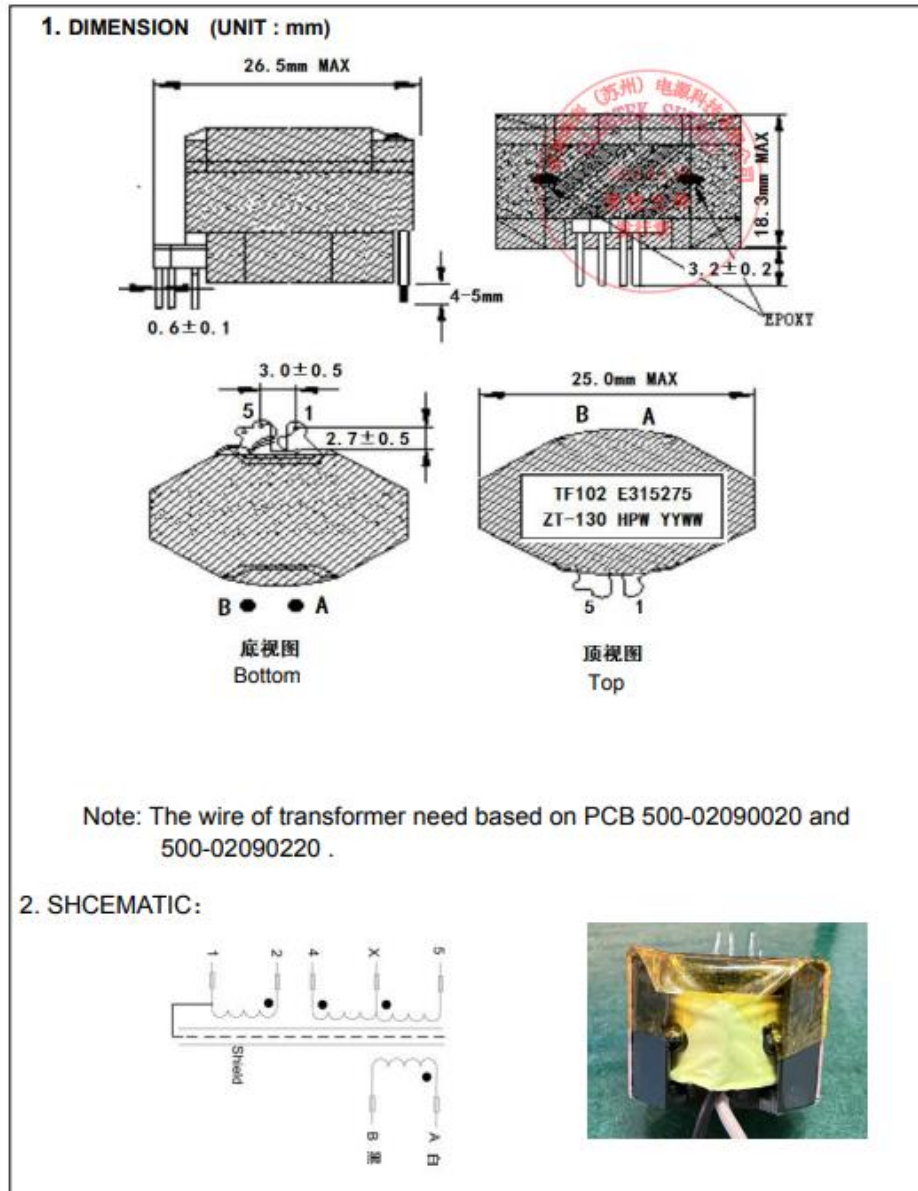 1. DIMENSION (UNIT : mm)
26.5mm MAX
18.3mm MAX
3.2±0.2
4-5mm
EPOXY
0.6±0.1
3.0±0.5
5 1
2.7±0.5
B A
底视图
Bottom
25.0mm MAX
B A
TF102 E315275
ZT-130 HPW YYWW
5 1
顶视图
Top
Note: The wire of transformer need based on PCB 500-02090020 and
500-02090220 .
2. SHCEMATIC：
1 2 4 X 5
Shield
B 黑 A 白